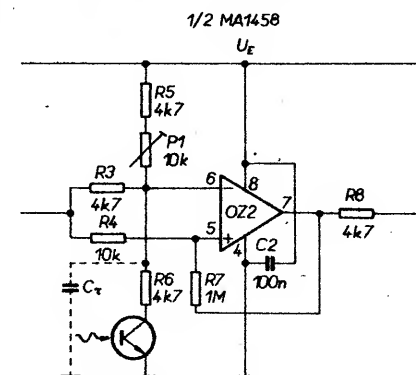 1/2 MA1458
U_E
R5
4k7
P1
10k
R3
4k7
6
8
7
R8
4k7
OZ2
R4
10k
5
+
4
C2
100n
Cτ
R6
4k7
R7
1M